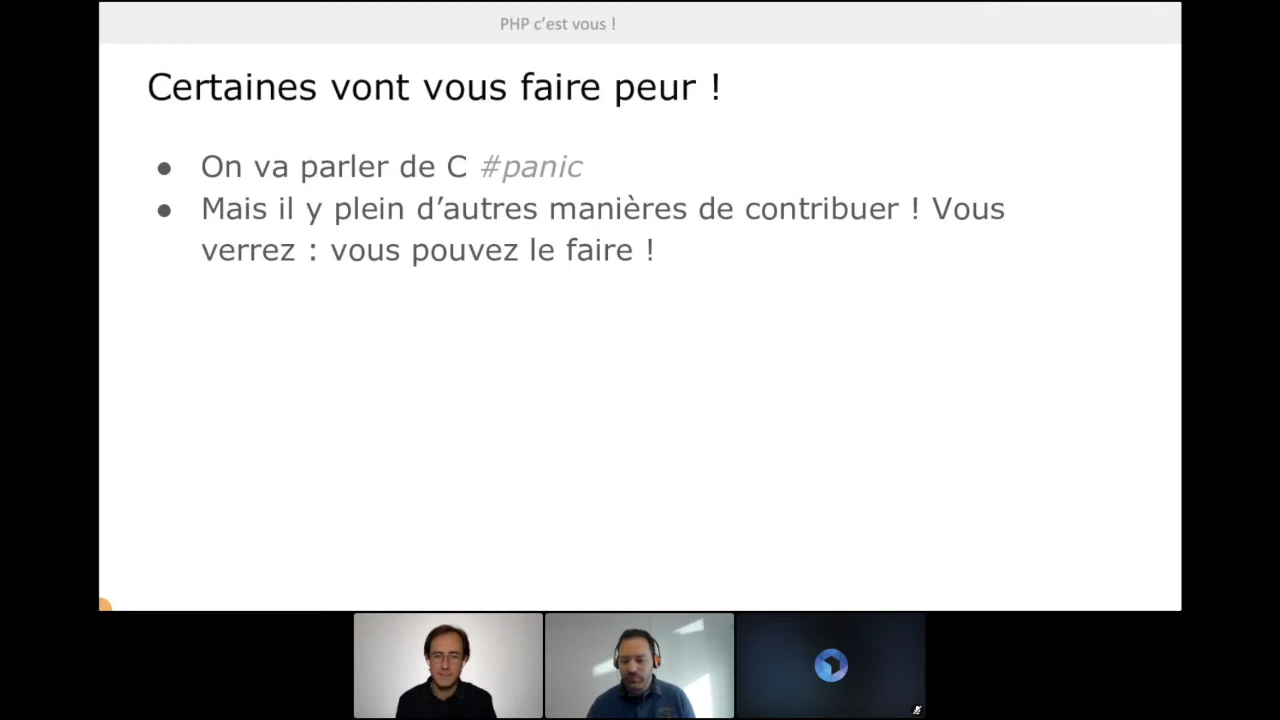 PHP c’est vous !
Certaines vont vous faire peur !
● On va parler de C #panic
● Mais il y plein d’autres manières de contribuer ! Vous
verrez : vous pouvez le faire !